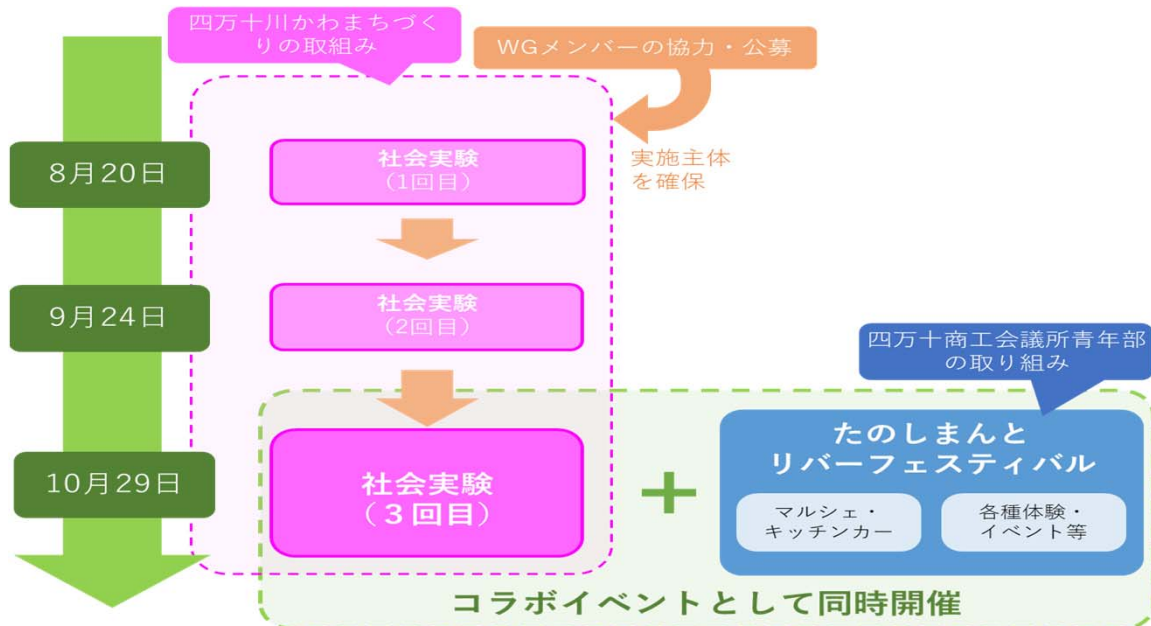 四万十川かわまちづく
りの取組み
WGメンバーの協力・公募
実施主体
を確保
8月20日
社会実験
（1回目）
9月24日
社会実験
（2回目）
四万十商工会議所青年部
の取り組み
10月29日
社会実験
（３回目）
＋
たのしまんと
リバーフェスティバル
マルシェ・
キッチンカー
各種体験・
イベント等
コラボイベントとして同時開催